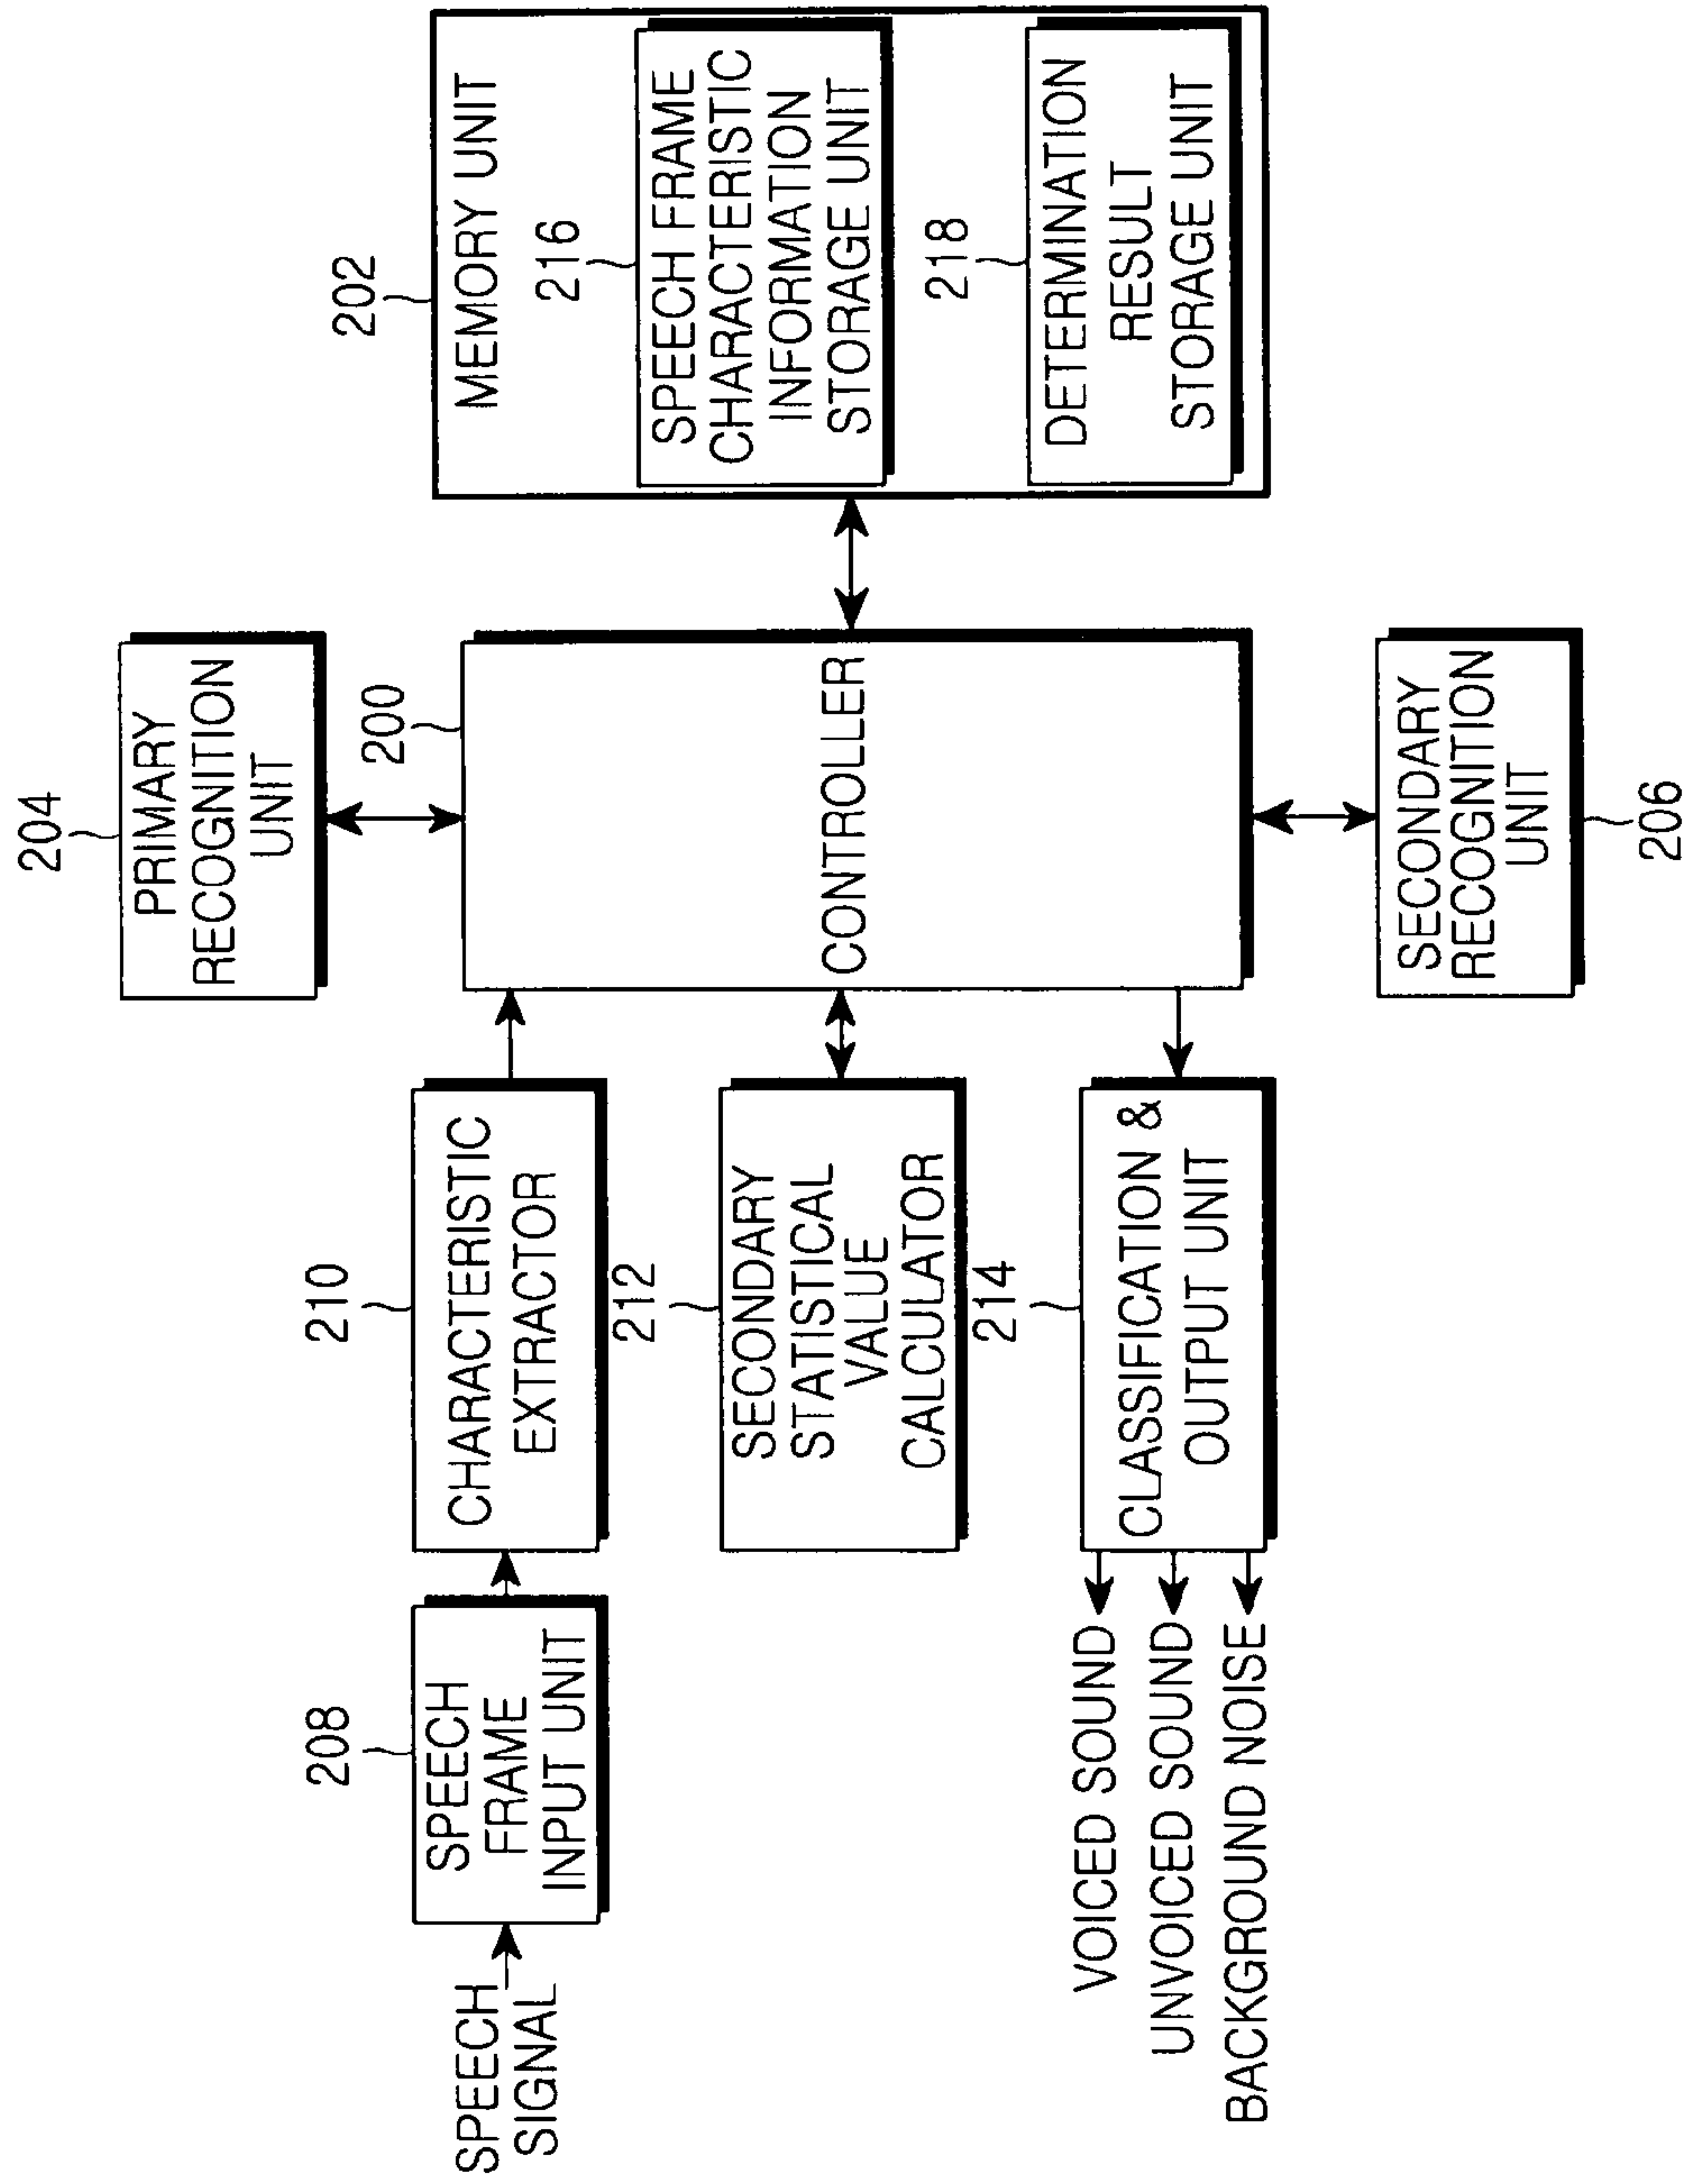 204
PRIMARY
RECOGNITION
UNIT
202
MEMORY UNIT
216
SPEECH FRAME
CHARACTERISTIC
INFORMATION
STORAGE UNIT
218
DETERMINATION
RESULT
STORAGE UNIT
200
CONTROLLER
208
SPEECH
FRAME
INPUT UNIT
SPEECH
SIGNAL
210
CHARACTERISTIC
EXTRACTOR
212
SECONDARY
STATISTICAL
VALUE
CALCULATOR
214
CLASSIFICATION &
OUTPUT UNIT
VOICED SOUND
UNVOICED SOUND
BACKGROUND NOISE
SECONDARY
RECOGNITION
UNIT
206